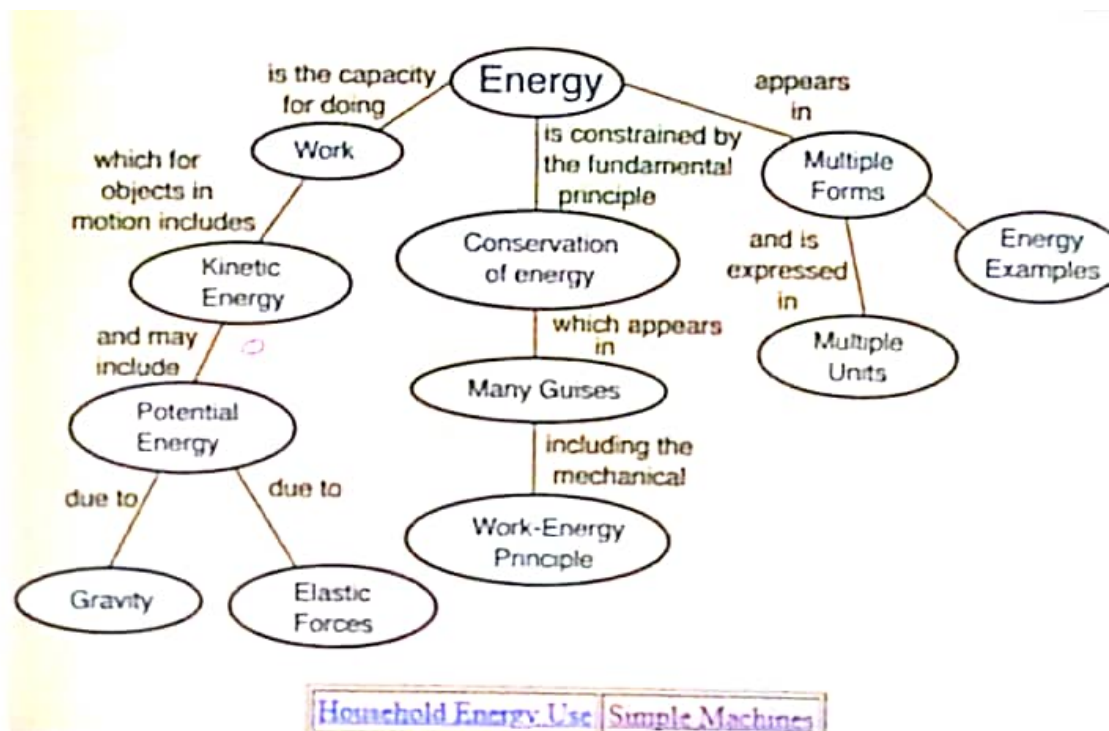 Energy
is the capacity
for doing
Work
which for
objects in
motion includes
Kinetic
Energy
and may
include
Potential
Energy
due to
Gravity
due to
Elastic
Forces
is constrained by
the fundamental
principle
Conservation
of energy
which appears
in
Many Guises
including the
mechanical
Work-Energy
Principle
appears
in
Multiple
Forms
and is
expressed
in
Multiple
Units
Energy
Examples
Household Energy Use Simple Machines